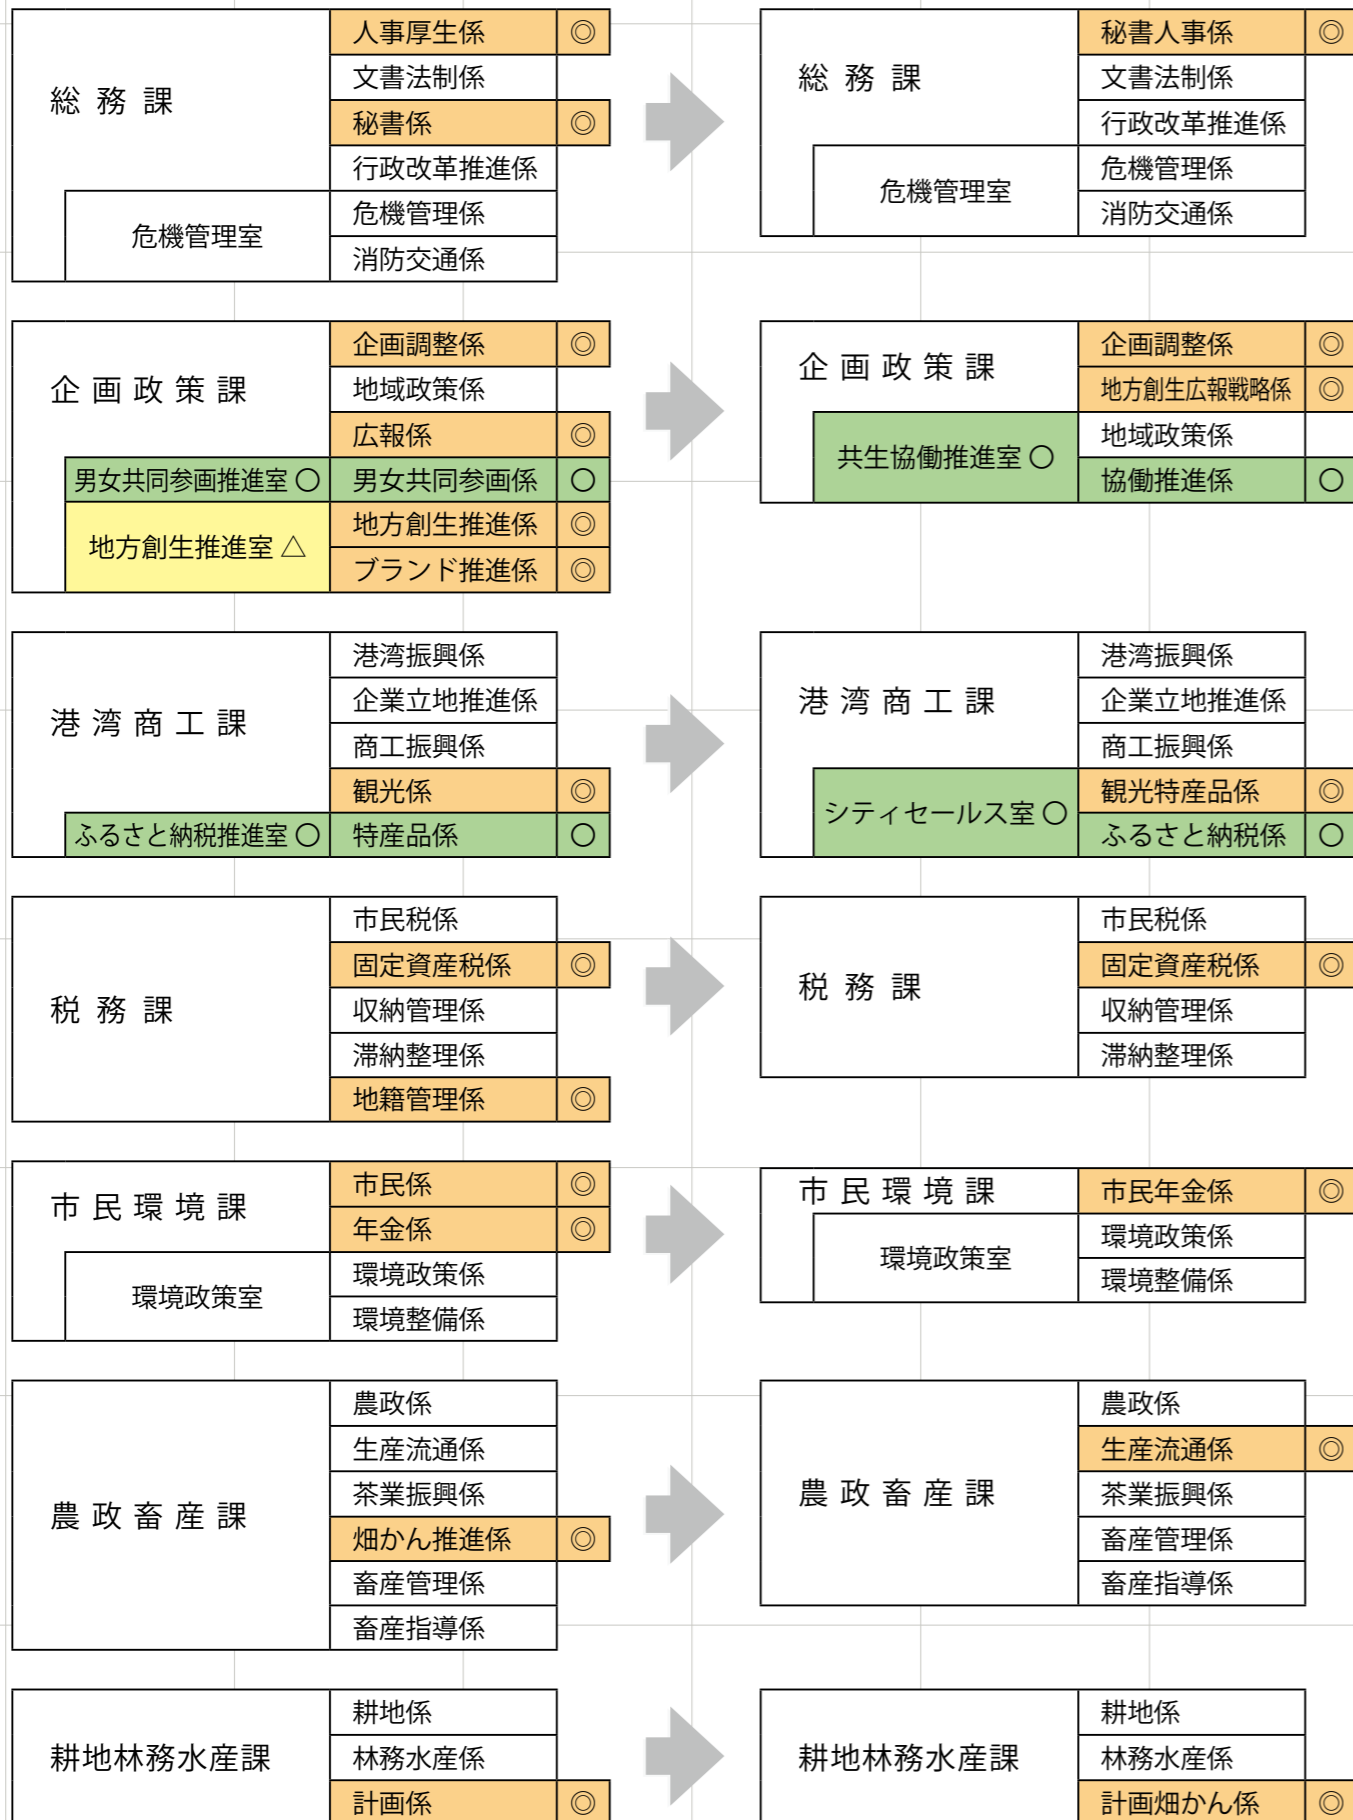 総務課
人事厚生係 ◎
文書法制係
秘書係 ◎
行政改革推進係
危機管理室
危機管理係
消防交通係
総務課
秘書人事係 ◎
文書法制係
行政改革推進係
危機管理室
危機管理係
消防交通係
企画政策課
企画調整係 ◎
地域政策係
広報係 ◎
男女共同参画推進室 〇
男女共同参画係 〇
地方創生推進室 △
地方創生推進係 ◎
ブランド推進係 ◎
企画政策課
企画調整係 ◎
地方創生広報戦略係 ◎
共生協働推進室 〇
地域政策係
協働推進係 〇
港湾商工課
港湾振興係
企業立地推進係
商工振興係
観光係 ◎
ふるさと納税推進室 〇
特産品係 〇
港湾商工課
港湾振興係
企業立地推進係
商工振興係
シティセールス室 〇
観光特産品係 ◎
ふるさと納税係 〇
税務課
市民税係
固定資産税係 ◎
収納管理係
滞納整理係
地籍管理係 ◎
税務課
市民税係
固定資産税係 ◎
収納管理係
滞納整理係
市民環境課
市民係 ◎
年金係 ◎
環境政策室
環境政策係
環境整備係
市民環境課
市民年金係 ◎
環境政策室
環境政策係
環境整備係
農政畜産課
農政係
生産流通係
茶業振興係
畑かん推進係 ◎
畜産管理係
畜産指導係
農政畜産課
農政係
生産流通係 ◎
茶業振興係
畜産管理係
畜産指導係
耕地林務水産課
耕地係
林務水産係
計画係 ◎
耕地林務水産課
耕地係
林務水産係
計画畑かん係 ◎